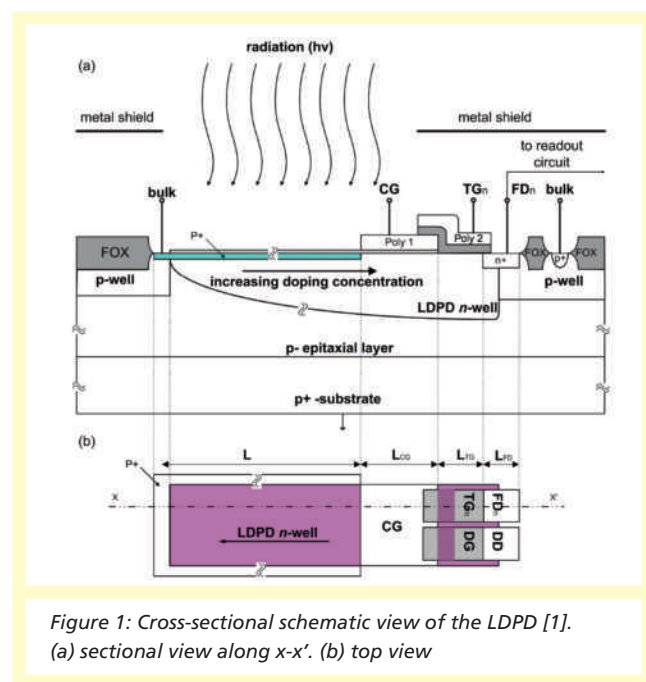 radiation (hν)
(a)
metal shield
metal shield
to readout
circuit
bulk
CG
TGn
FDn
bulk
P+
Poly 1
Poly 2
FOX
n+
FOX
p+
FOX
p-well
increasing doping concentration
p-well
LDPD n-well
p- epitaxial layer
p+ -substrate
(b)
P+
L
LCG
LTG
LFD
x
x'
TGn
FDn
CG
LDPD n-well
DG
DD
Figure 1: Cross-sectional schematic view of the LDPD [1].
(a) sectional view along x-x’. (b) top view